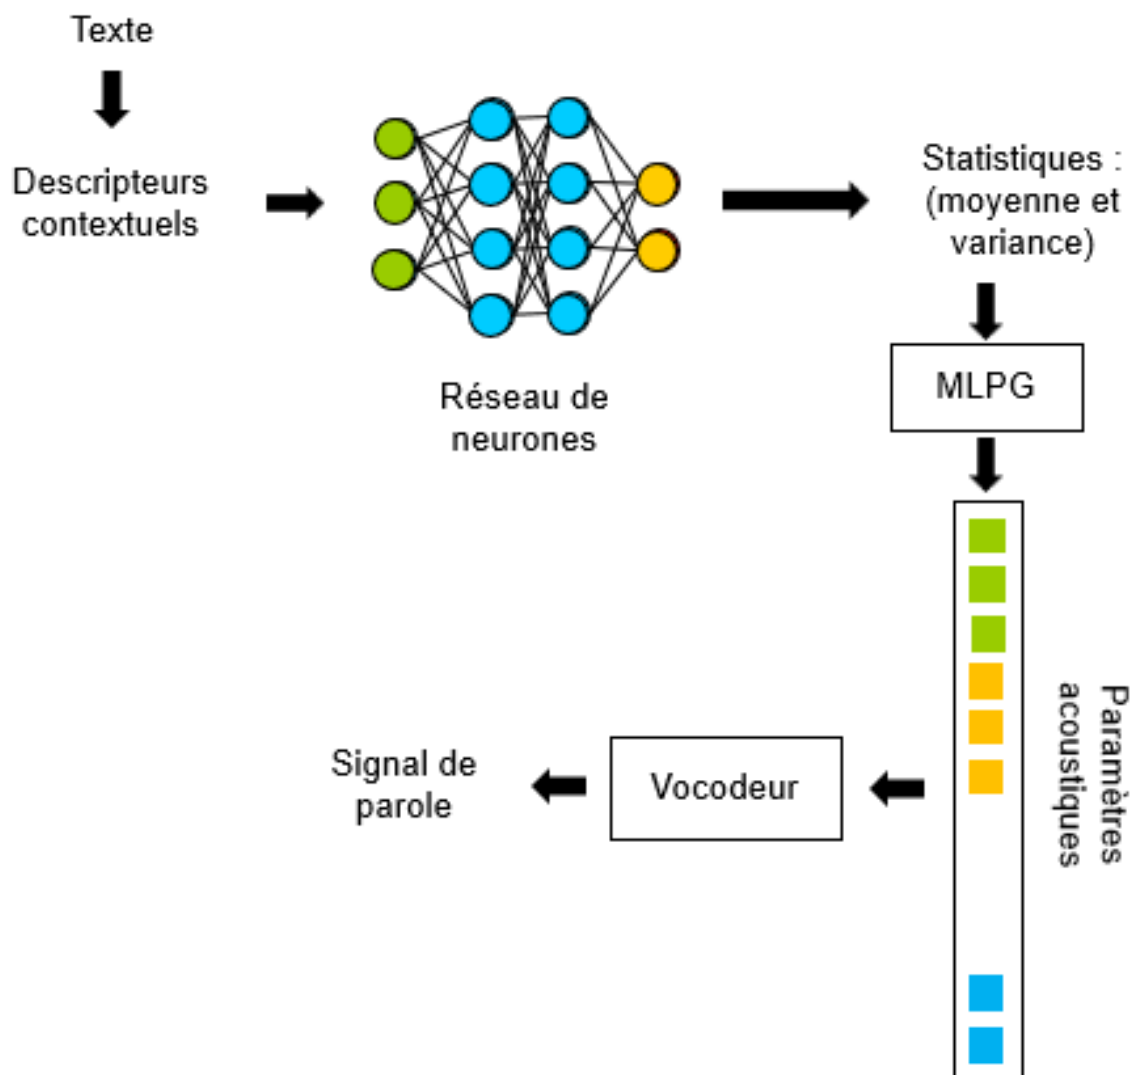 Texte
Descripteurs
contextuels
Réseau de
neurones
Statistiques :
(moyenne et
variance)
MLPG
Paramètres
acoustiques
Vocodeur
Signal de
parole